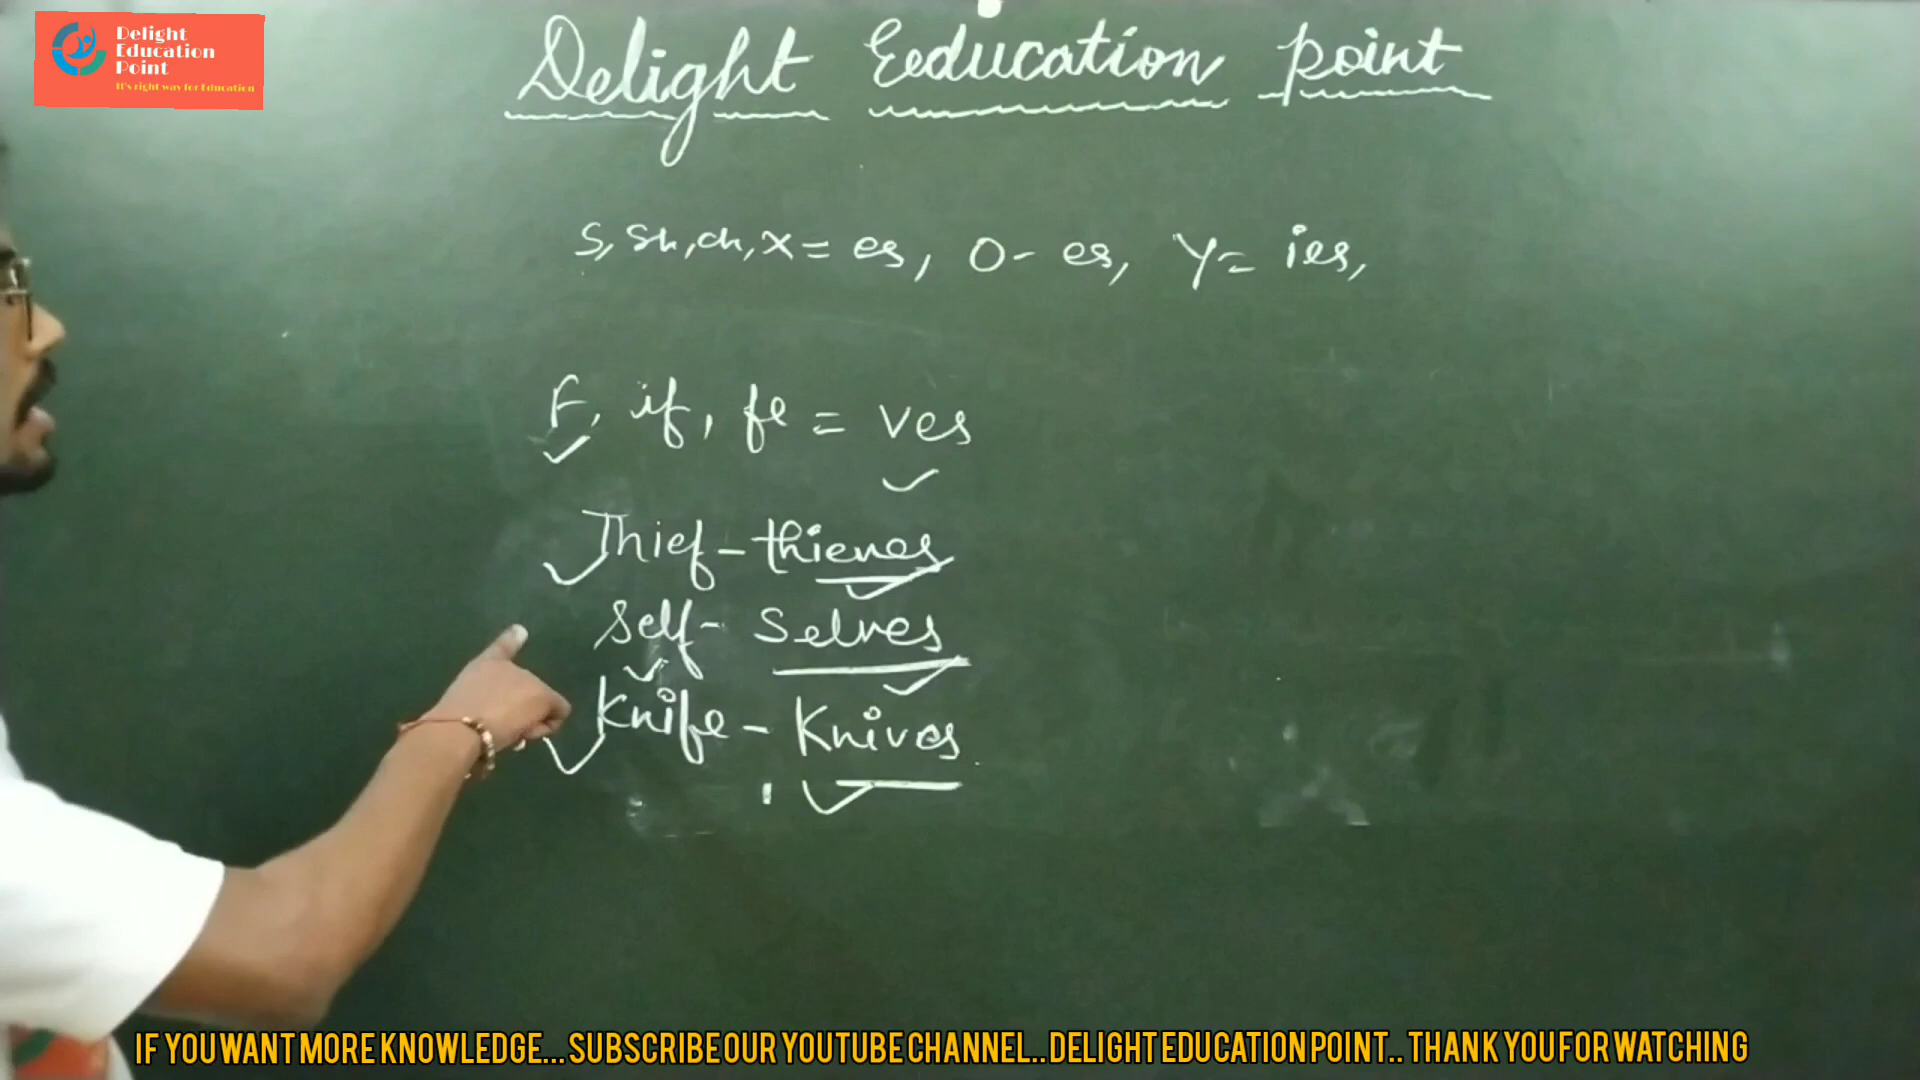 Delight
Education
Point
It's right way for Education
Delight Eeducation point
S, Sh, ch, x = es, O - es, Y = ies,
F, if, fe = ves
Thief - thieves
Self - Selves
Knife - Knives
IF YOU WANT MORE KNOWLEDGE... SUBSCRIBE OUR YOUTUBE CHANNEL.. DELIGHT EDUCATION POINT.. THANK YOU FOR WATCHING